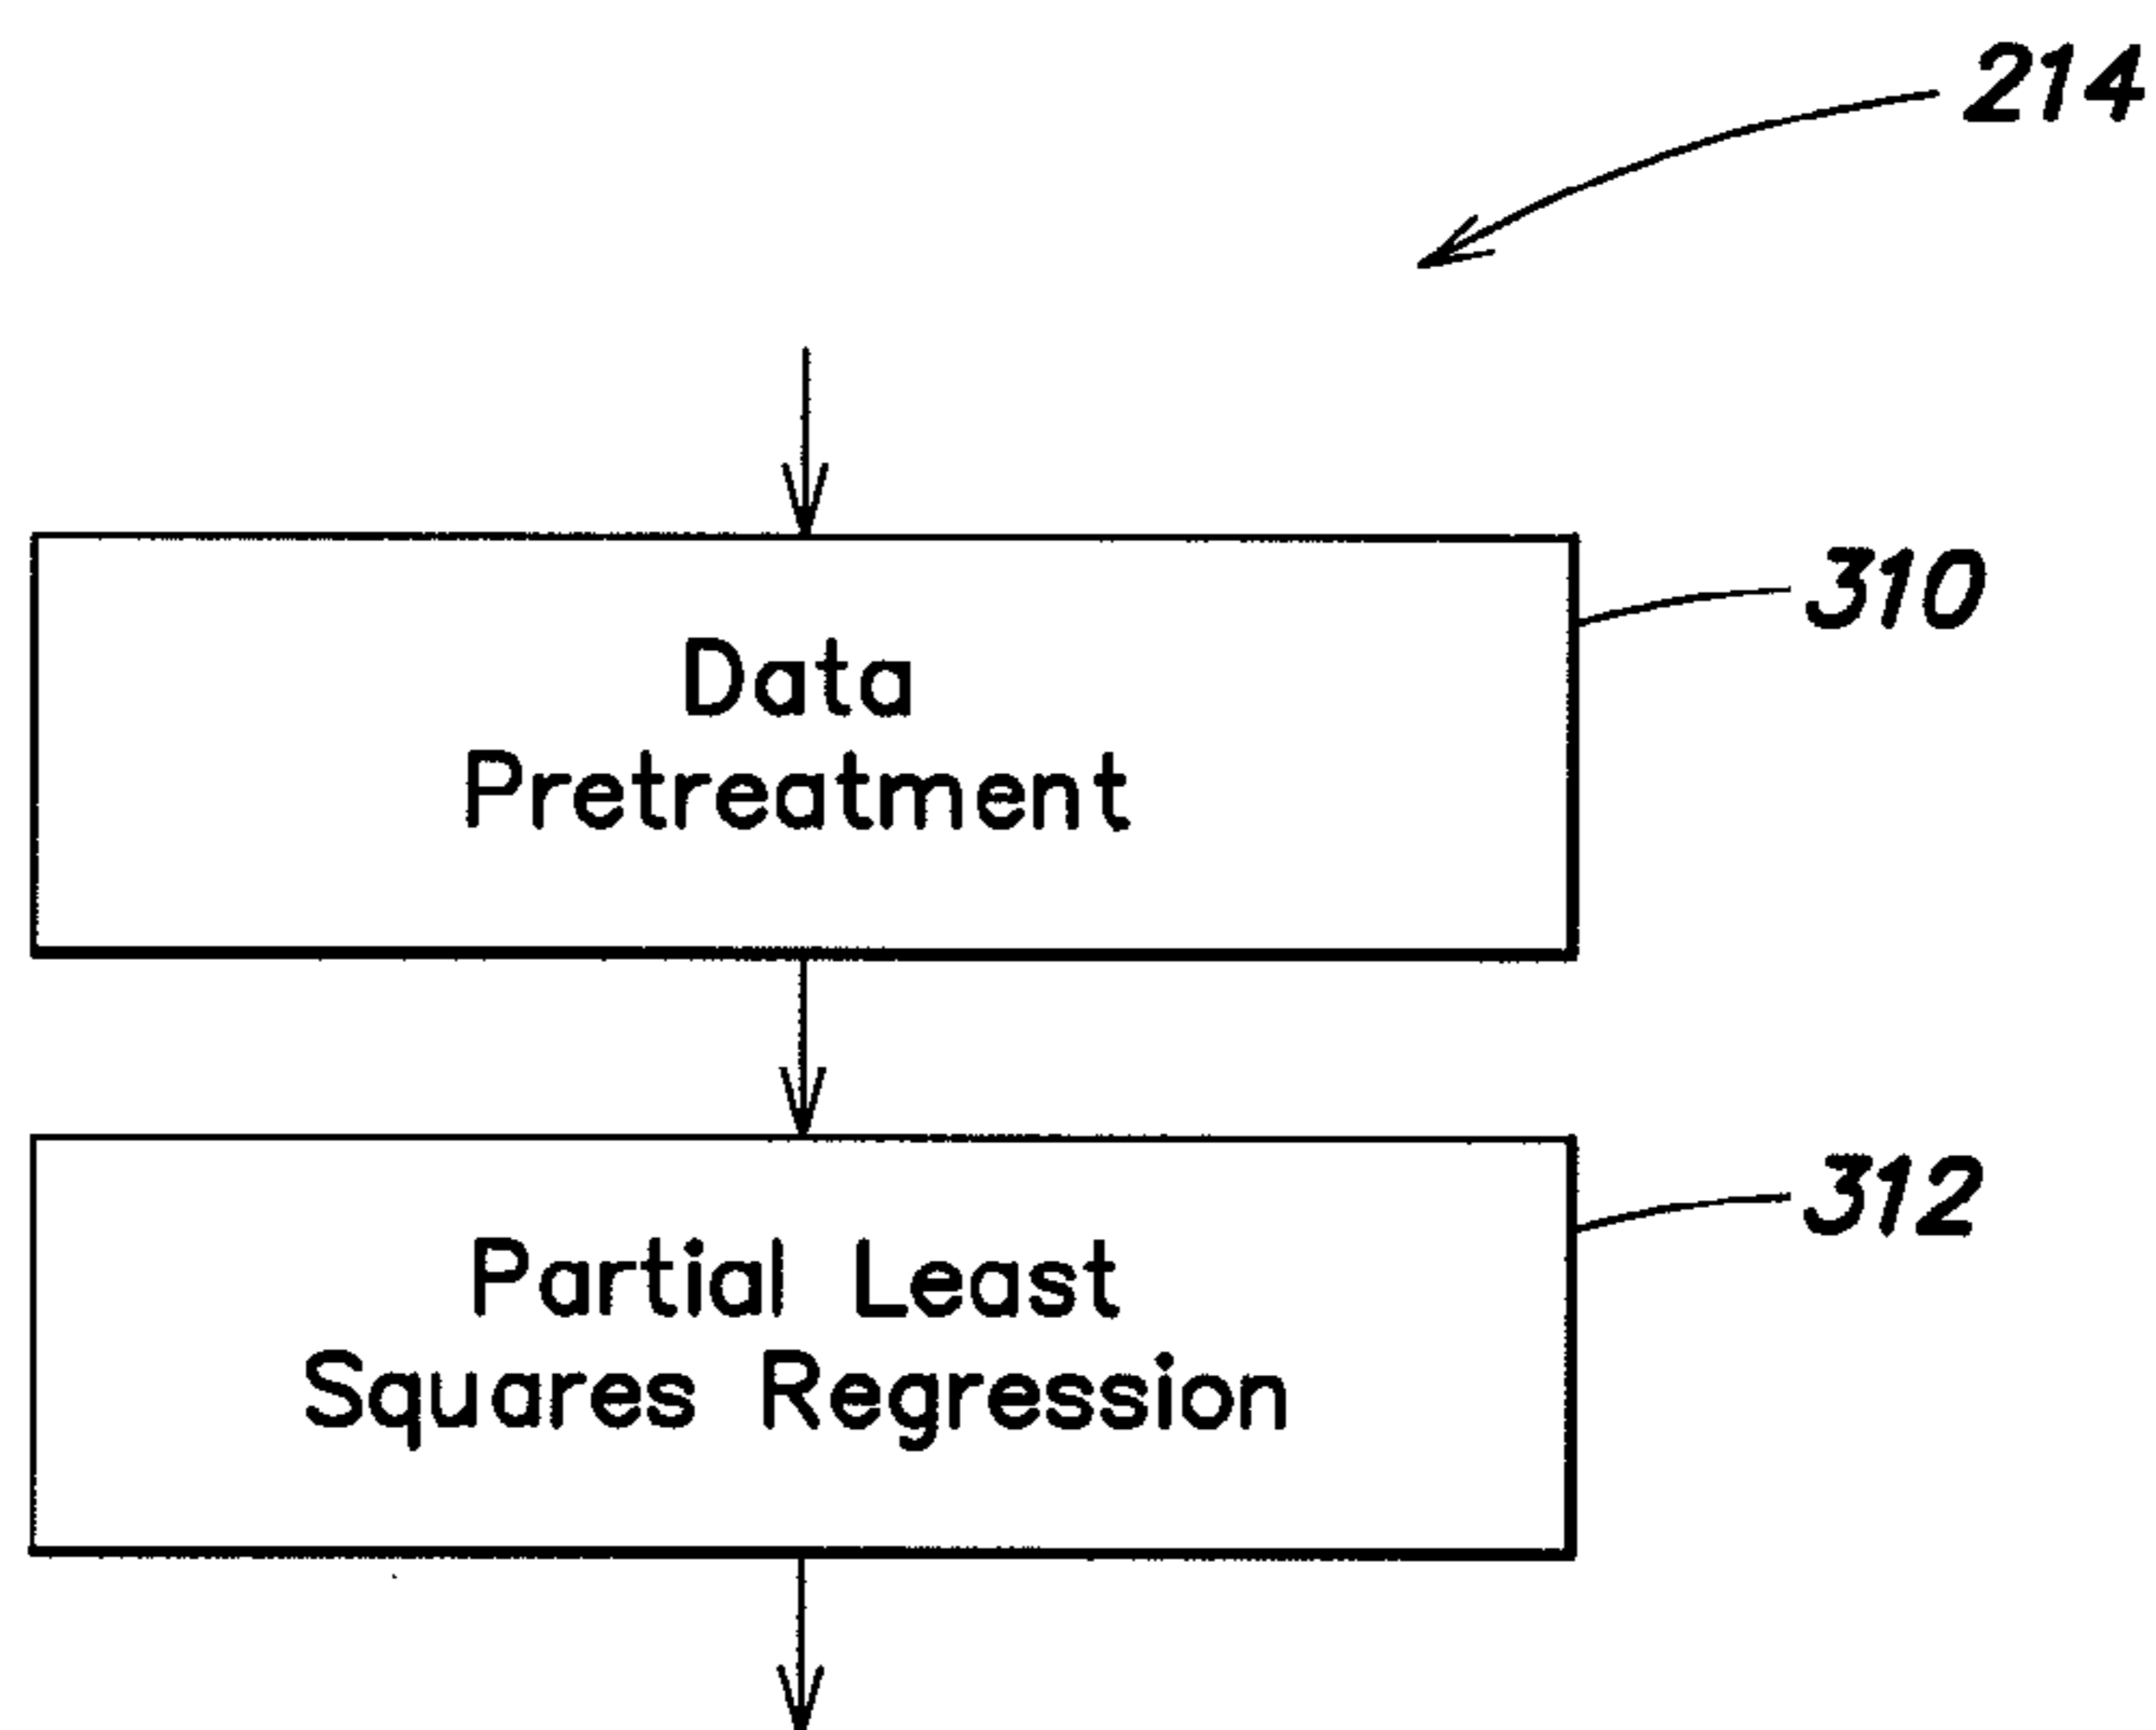 214
310
Data
Pretreatment
312
Partial Least
Squares Regression